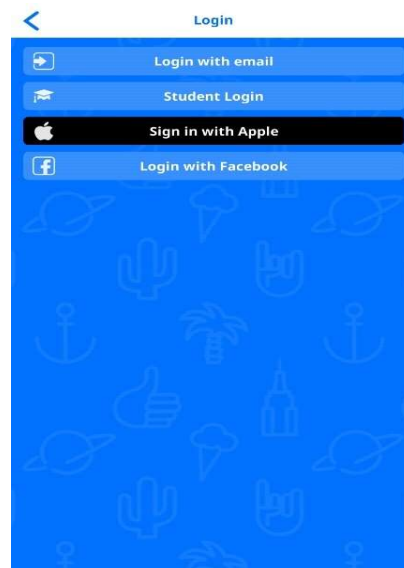 Login
Login with email
Student Login
Sign in with Apple
Login with Facebook